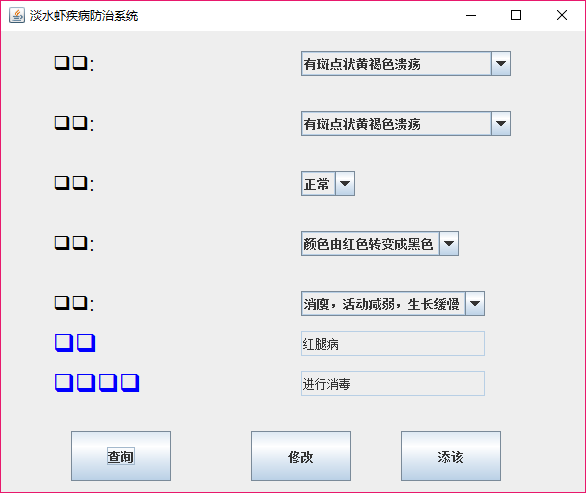 淡水虾疾病防治系统
❑❑: 有斑点状黄褐色溃疡
❑❑: 有斑点状黄褐色溃疡
❑❑: 正常
❑❑: 颜色由红色转变成黑色
❑❑: 消瘦，活动减弱，生长缓慢
❑❑ 红腿病
❑❑❑❑ 进行消毒
查询 修改 添该